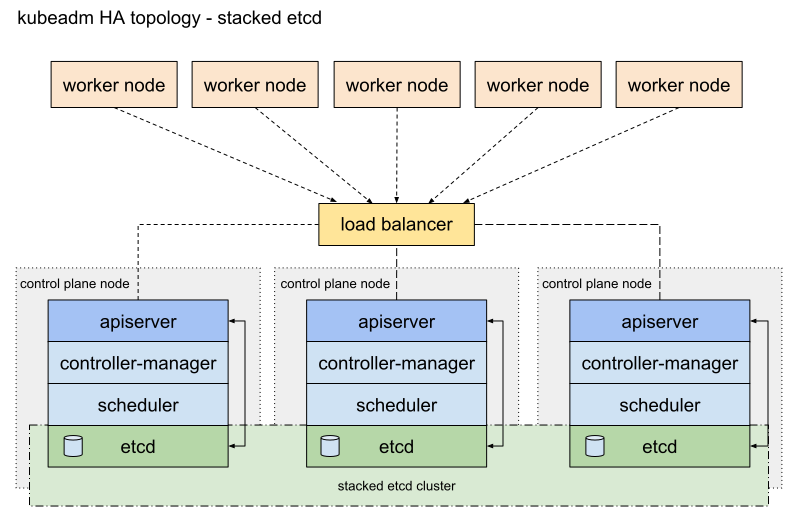 kubeadm HA topology - stacked etcd
worker node
worker node
worker node
worker node
worker node
load balancer
control plane node
control plane node
control plane node
apiserver
apiserver
apiserver
controller-manager
controller-manager
controller-manager
scheduler
scheduler
scheduler
etcd
etcd
etcd
stacked etcd cluster